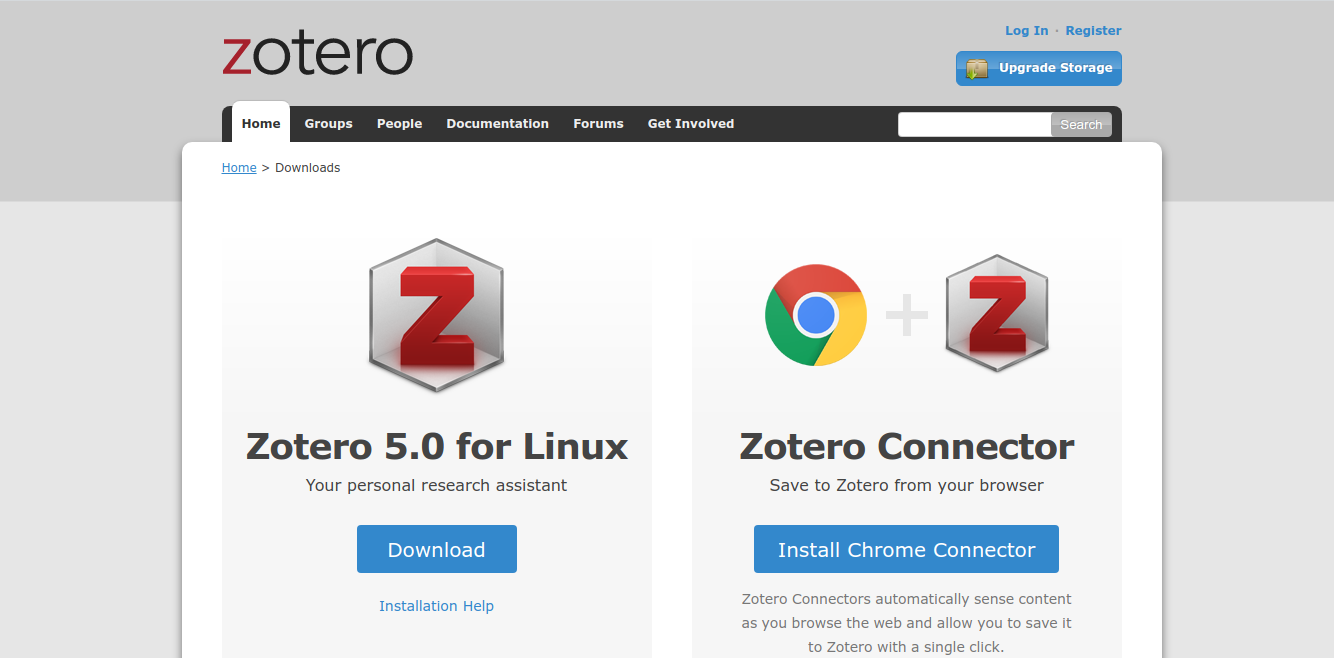 zotero
Log In · Register
Upgrade Storage
Home Groups People Documentation Forums Get Involved Search
Home > Downloads
Z
Z
Zotero 5.0 for Linux
Your personal research assistant
Download
Installation Help
Zotero Connector
Save to Zotero from your browser
Install Chrome Connector
Zotero Connectors automatically sense content
as you browse the web and allow you to save it
to Zotero with a single click.